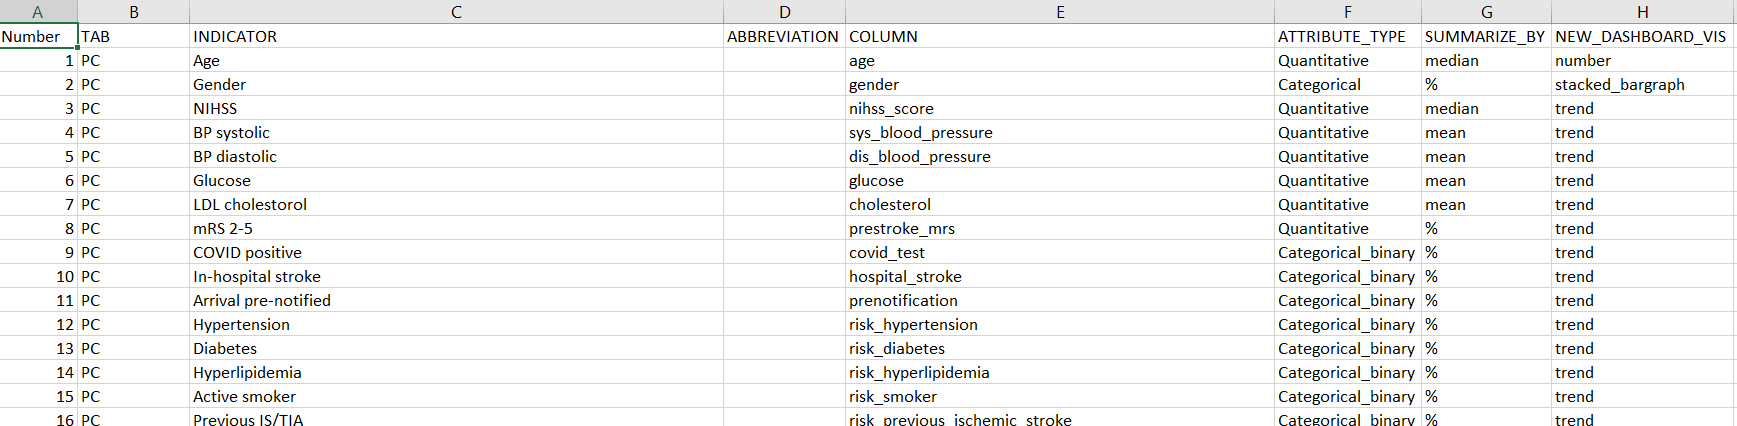 A B C D E F G H
Number TAB INDICATOR ABBREVIATION COLUMN ATTRIBUTE_TYPE SUMMARIZE_BY NEW_DASHBOARD_VIS
1 PC Age age Quantitative median number
2 PC Gender gender Categorical % stacked_bargraph
3 PC NIHSS nihss_score Quantitative median trend
4 PC BP systolic sys_blood_pressure Quantitative mean trend
5 PC BP diastolic dis_blood_pressure Quantitative mean trend
6 PC Glucose glucose Quantitative mean trend
7 PC LDL cholestorol cholesterol Quantitative mean trend
8 PC mRS 2-5 prestroke_mrs Quantitative % trend
9 PC COVID positive covid_test Categorical_binary % trend
10 PC In-hospital stroke hospital_stroke Categorical_binary % trend
11 PC Arrival pre-notified prenotification Categorical_binary % trend
12 PC Hypertension risk_hypertension Categorical_binary % trend
13 PC Diabetes risk_diabetes Categorical_binary % trend
14 PC Hyperlipidemia risk_hyperlipidemia Categorical_binary % trend
15 PC Active smoker risk_smoker Categorical_binary % trend
16 PC Previous IS/TIA risk_previous_ischemic_stroke Categorical_binary % trend